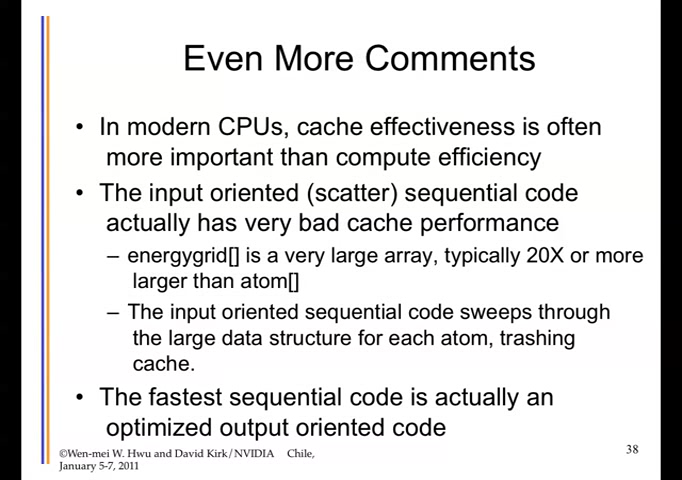 Even More Comments
• In modern CPUs, cache effectiveness is often
more important than compute efficiency
• The input oriented (scatter) sequential code
actually has very bad cache performance
– energygrid[] is a very large array, typically 20X or more
larger than atom[]
– The input oriented sequential code sweeps through
the large data structure for each atom, trashing
cache.
• The fastest sequential code is actually an
optimized output oriented code
©Wen-mei W. Hwu and David Kirk/NVIDIA Chile,
January 5-7, 2011
38